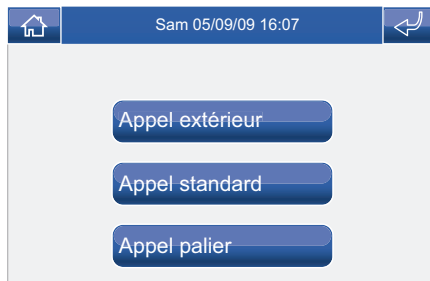 Sam 05/09/09 16:07
Appel extérieur
Appel standard
Appel palier